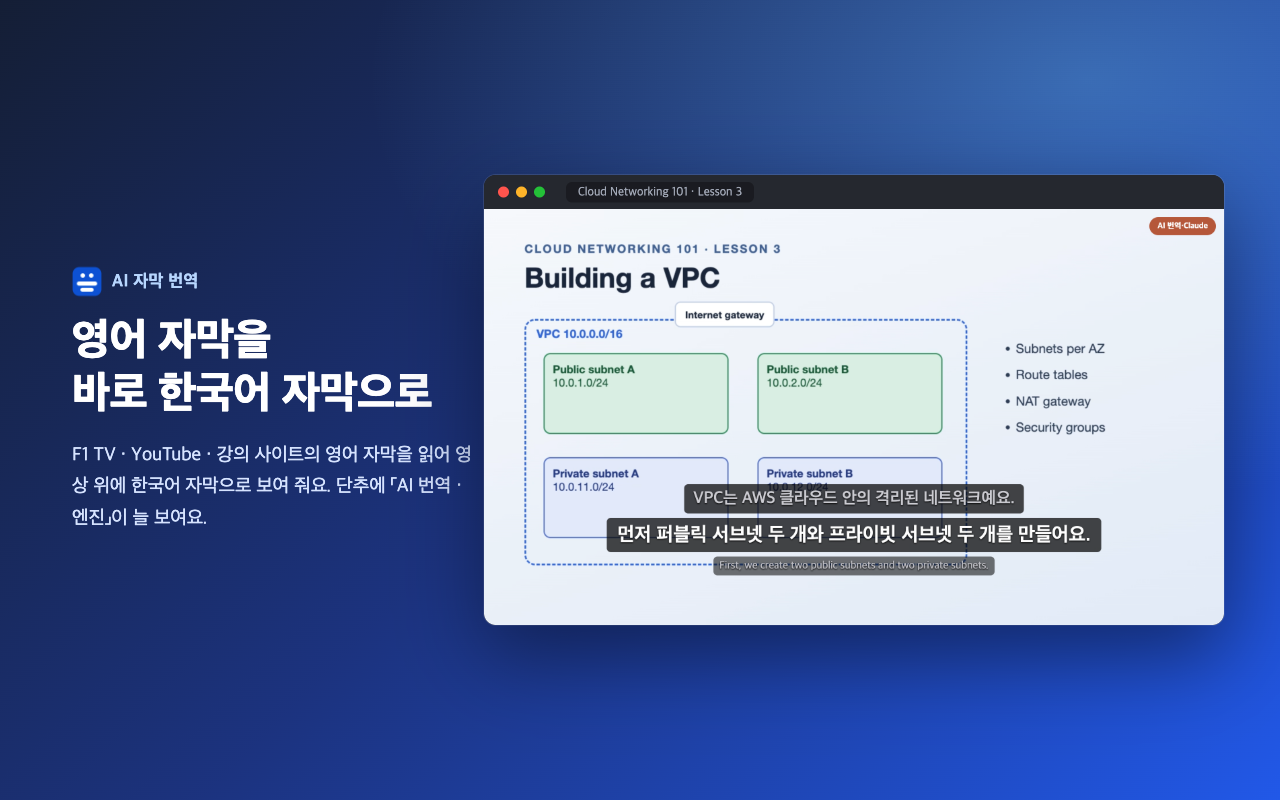 AI 자막 번역
영어 자막을
바로 한국어 자막으로
F1 TV · YouTube · 강의 사이트의 영어 자막을 읽어 영
상 위에 한국어 자막으로 보여 줘요. 단추에 「AI 번역 ·
엔진」이 늘 보여요.
Cloud Networking 101 · Lesson 3
AI 번역·Claude
CLOUD NETWORKING 101 · LESSON 3
Building a VPC
Internet gateway
VPC 10.0.0.0/16
Public subnet A
10.0.1.0/24
Public subnet B
10.0.2.0/24
Private subnet A
10.0.11.0/24
Private subnet B
10.0.12.0/24
• Subnets per AZ
• Route tables
• NAT gateway
• Security groups
VPC는 AWS 클라우드 안의 격리된 네트워크예요.
먼저 퍼블릭 서브넷 두 개와 프라이빗 서브넷 두 개를 만들어요.
First, we create two public subnets and two private subnets.